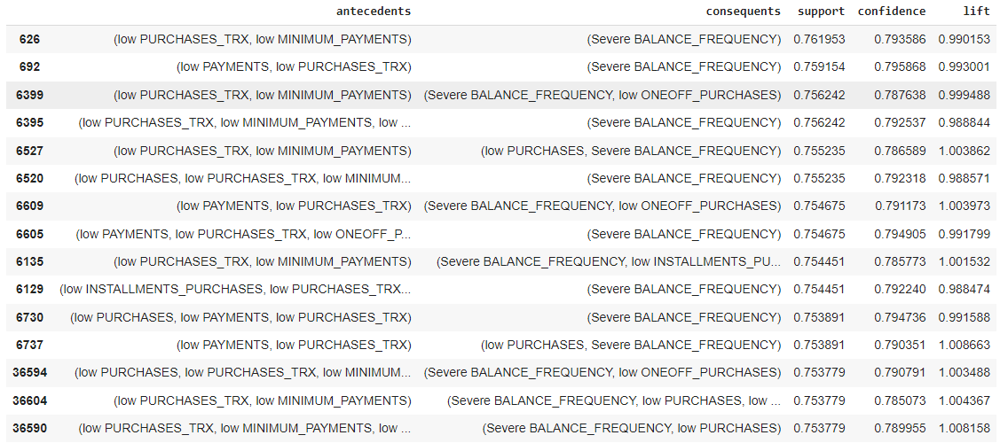 antecedents consequents support confidence lift
626 (low PURCHASES_TRX, low MINIMUM_PAYMENTS) (Severe BALANCE_FREQUENCY) 0.761953 0.793586 0.990153
692 (low PAYMENTS, low PURCHASES_TRX) (Severe BALANCE_FREQUENCY) 0.759154 0.795868 0.993001
6399 (low PURCHASES_TRX, low MINIMUM_PAYMENTS) (Severe BALANCE_FREQUENCY, low ONEOFF_PURCHASES) 0.756242 0.787638 0.999488
6395 (low PURCHASES_TRX, low MINIMUM_PAYMENTS, low ... (Severe BALANCE_FREQUENCY) 0.756242 0.792537 0.988844
6527 (low PURCHASES_TRX, low MINIMUM_PAYMENTS) (low PURCHASES, Severe BALANCE_FREQUENCY) 0.755235 0.786589 1.003862
6520 (low PURCHASES, low PURCHASES_TRX, low MINIMUM... (Severe BALANCE_FREQUENCY) 0.755235 0.792318 0.988571
6609 (low PAYMENTS, low PURCHASES_TRX) (Severe BALANCE_FREQUENCY, low ONEOFF_PURCHASES) 0.754675 0.791173 1.003973
6605 (low PAYMENTS, low PURCHASES_TRX, low ONEOFF_P... (Severe BALANCE_FREQUENCY) 0.754675 0.794905 0.991799
6135 (low PURCHASES_TRX, low MINIMUM_PAYMENTS) (Severe BALANCE_FREQUENCY, low INSTALLMENTS_PU... 0.754451 0.785773 1.001532
6129 (low INSTALLMENTS_PURCHASES, low PURCHASES_TRX... (Severe BALANCE_FREQUENCY) 0.754451 0.792240 0.988474
6730 (low PURCHASES, low PAYMENTS, low PURCHASES_TRX) (Severe BALANCE_FREQUENCY) 0.753891 0.794736 0.991588
6737 (low PAYMENTS, low PURCHASES_TRX) (low PURCHASES, Severe BALANCE_FREQUENCY) 0.753891 0.790351 1.008663
36594 (low PURCHASES, low PURCHASES_TRX, low MINIMUM... (Severe BALANCE_FREQUENCY, low ONEOFF_PURCHASES) 0.753779 0.790791 1.003488
36604 (low PURCHASES_TRX, low MINIMUM_PAYMENTS) (Severe BALANCE_FREQUENCY, low PURCHASES, low ... 0.753779 0.785073 1.004367
36590 (low PURCHASES_TRX, low MINIMUM_PAYMENTS, low ... (Severe BALANCE_FREQUENCY, low PURCHASES) 0.753779 0.789955 1.008158